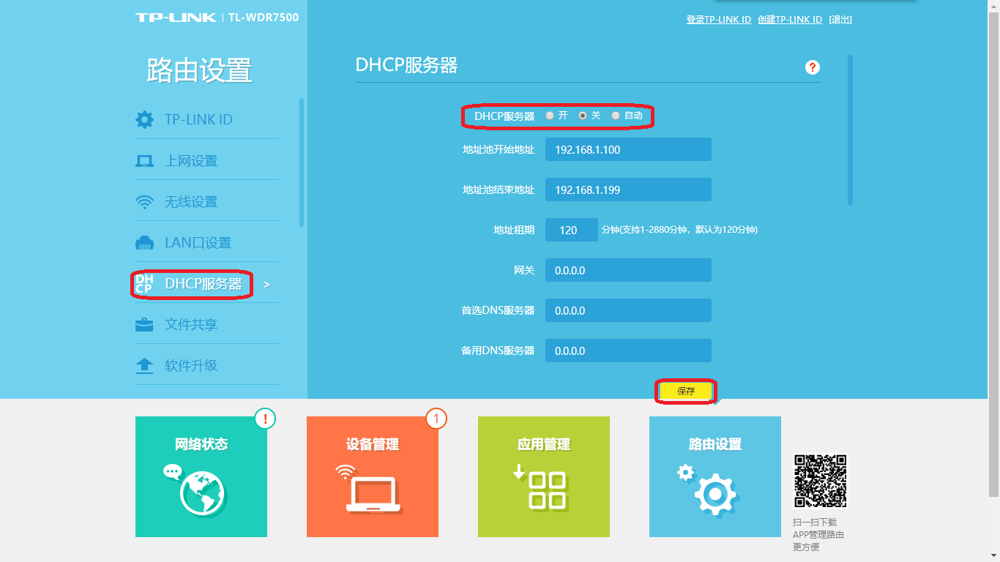 TP-LINK | TL-WDR7500
登录TP-LINK ID 创建TP-LINK ID [退出]
路由设置
TP-LINK ID
上网设置
无线设置
LAN口设置
DHCP服务器 >
文件共享
软件升级
DHCP服务器 ?
DHCP服务器 开 关 自动
地址池开始地址 192.168.1.100
地址池结束地址 192.168.1.199
地址租期 120 分钟(支持1-2880分钟，默认为120分钟)
网关 0.0.0.0
首选DNS服务器 0.0.0.0
备用DNS服务器 0.0.0.0
保存
网络状态 !
设备管理 1
应用管理
路由设置
扫一扫下载
APP管理路由
更方便